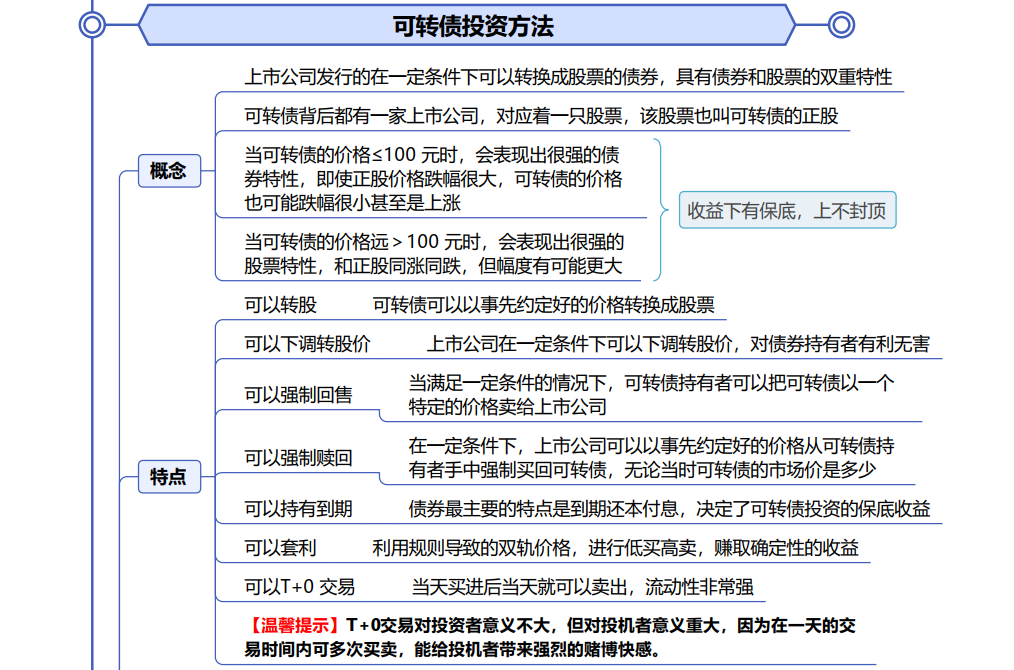 可转债投资方法
上市公司发行的在一定条件下可以转换成股票的债券，具有债券和股票的双重特性
可转债背后都有一家上市公司，对应着一只股票，该股票也叫可转债的正股
概念
当可转债的价格≤100 元时，会表现出很强的债
券特性，即使正股价格跌幅很大，可转债的价格
也可能跌幅很小甚至是上涨
收益下有保底，上不封顶
当可转债的价格远＞100 元时，会表现出很强的
股票特性，和正股同涨同跌，但幅度有可能更大
特点
可以转股 可转债可以以事先约定好的价格转换成股票
可以下调转股价 上市公司在一定条件下可以下调转股价，对债券持有者有利无害
可以强制回售
当满足一定条件的情况下，可转债持有者可以把可转债以一个
特定的价格卖给上市公司
可以强制赎回
在一定条件下，上市公司可以以事先约定好的价格从可转债持
有者手中强制买回可转债，无论当时可转债的市场价是多少
可以持有到期 债券最主要的特点是到期还本付息，决定了可转债投资的保底收益
可以套利 利用规则导致的双轨价格，进行低买高卖，赚取确定性的收益
可以T+0 交易 当天买进后当天就可以卖出，流动性非常强
【温馨提示】T+0交易对投资者意义不大，但对投机者意义重大，因为在一天的交
易时间内可多次买卖，能给投机者带来强烈的赌博快感。